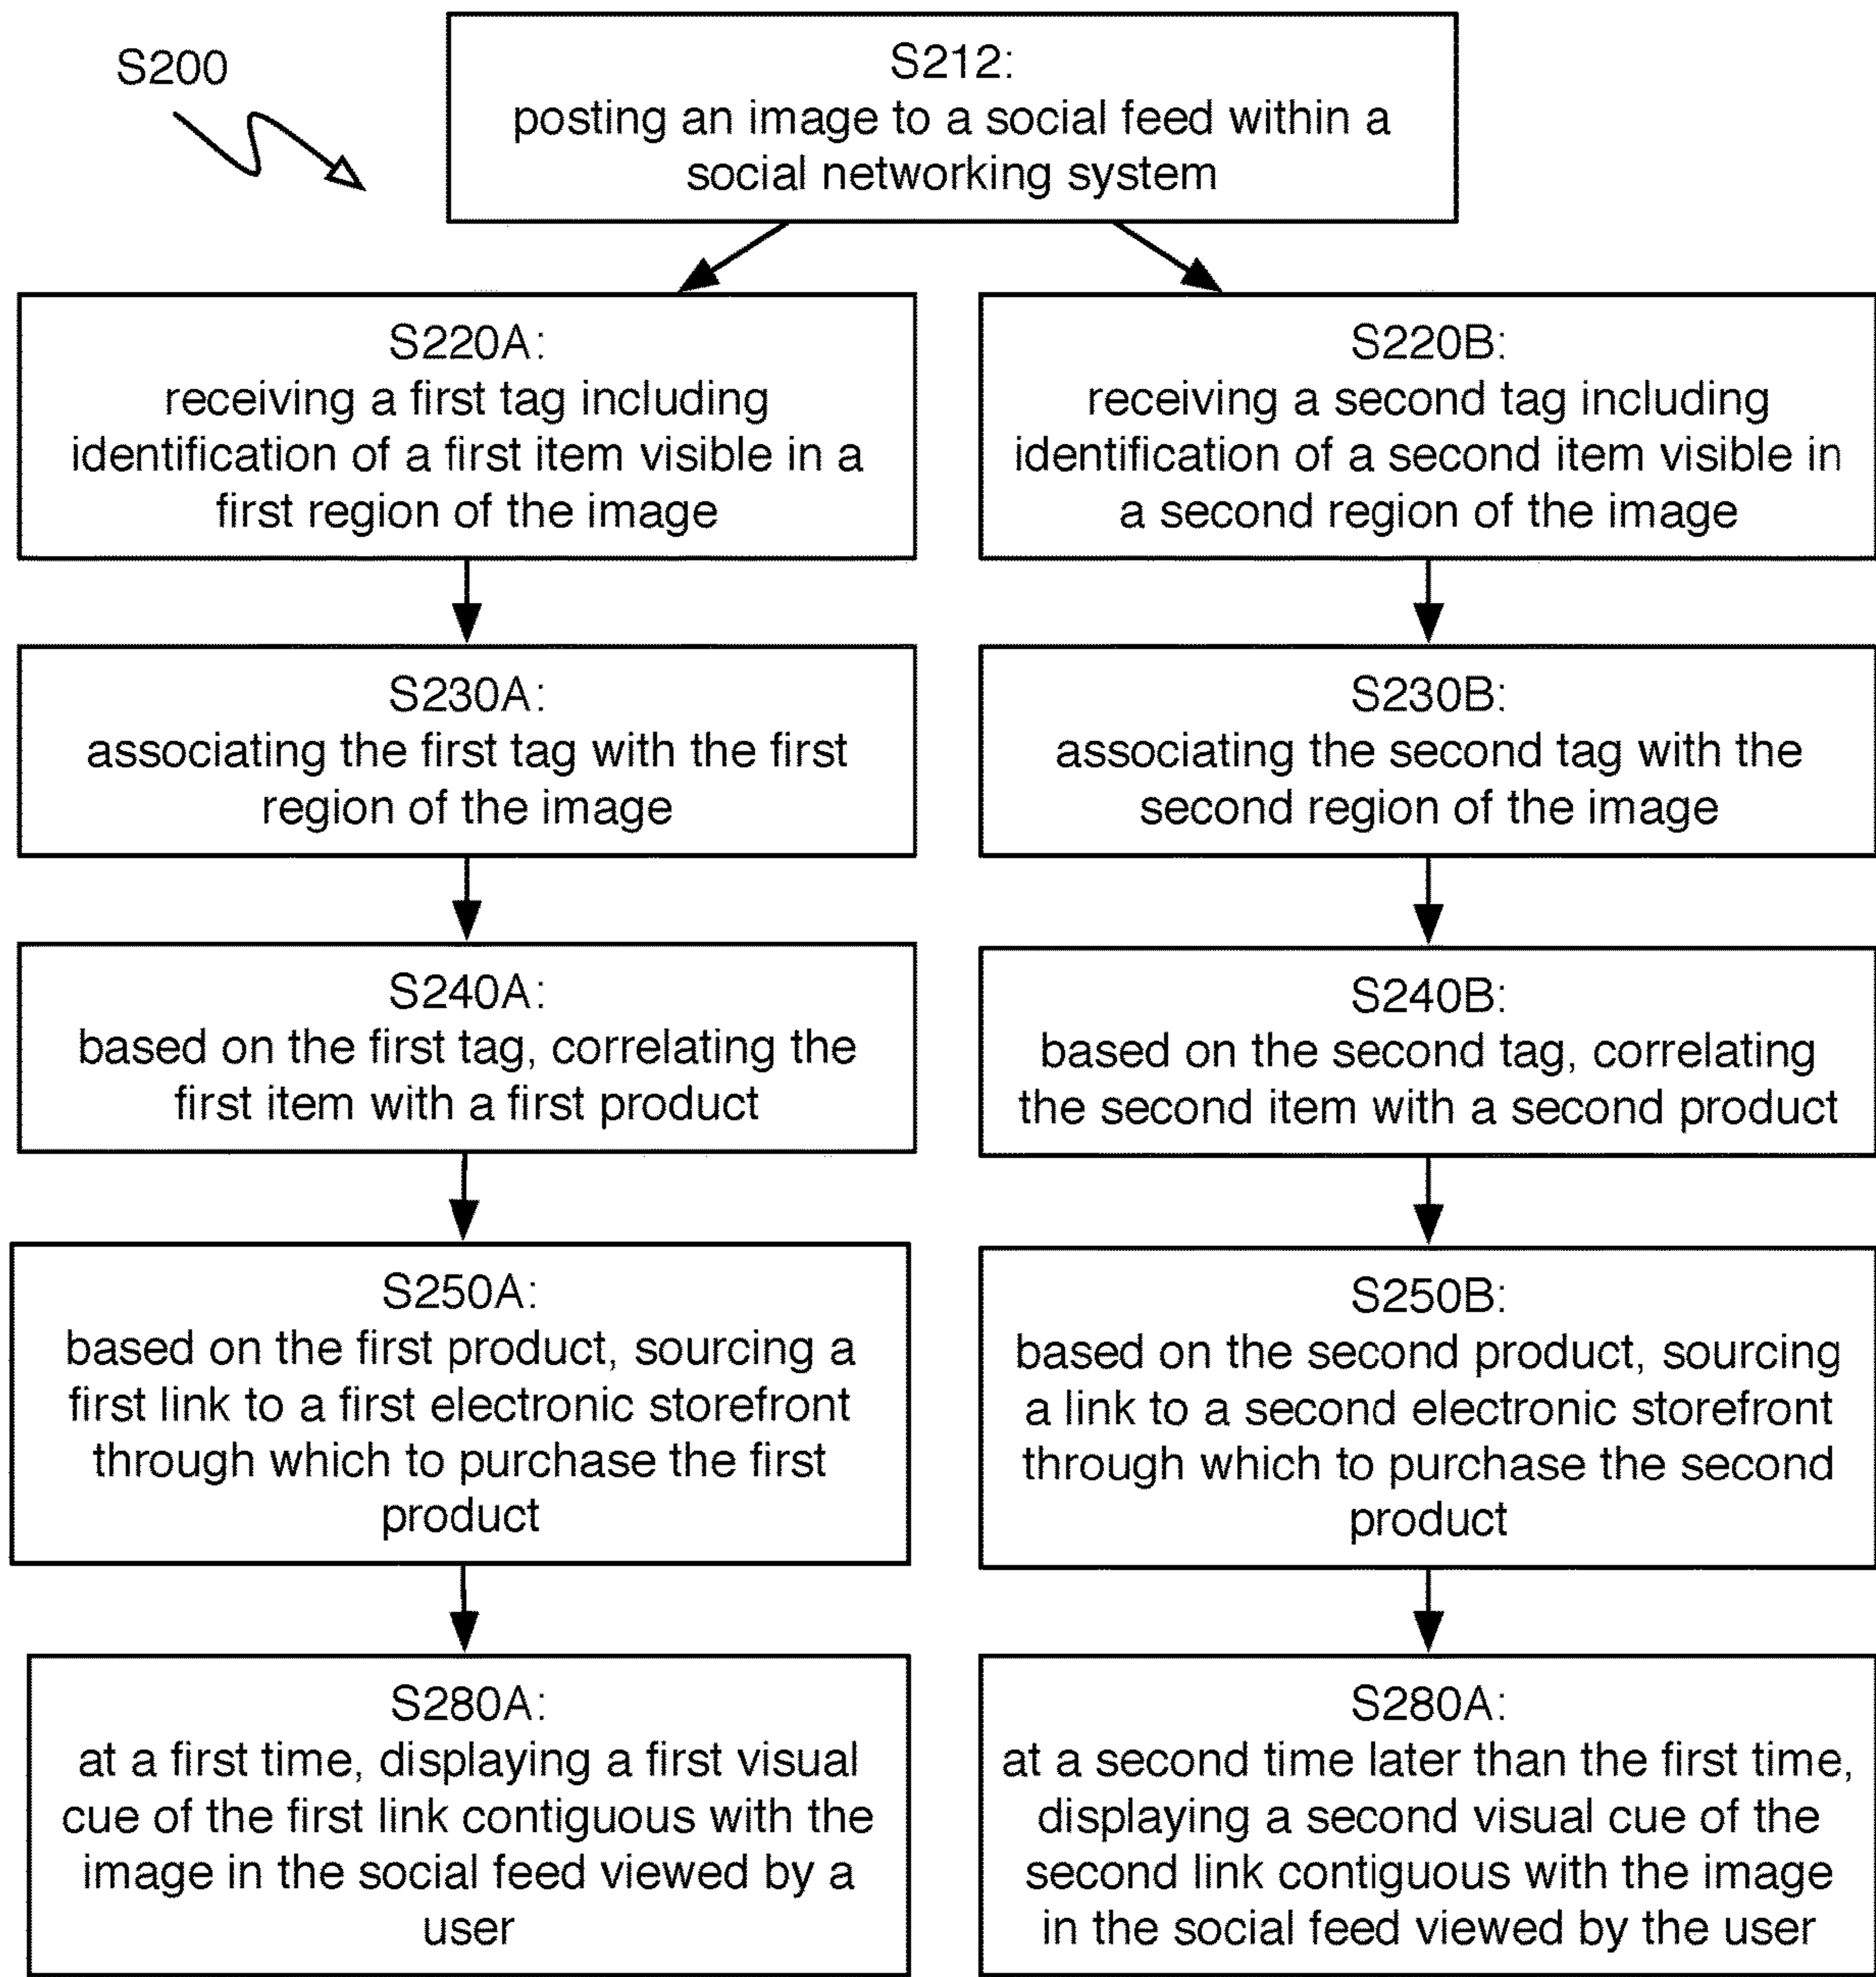 S200
S212:
posting an image to a social feed within a
social networking system
S220A:
receiving a first tag including
identification of a first item visible in a
first region of the image
S220B:
receiving a second tag including
identification of a second item visible in
a second region of the image
S230A:
associating the first tag with the first
region of the image
S230B:
associating the second tag with the
second region of the image
S240A:
based on the first tag, correlating the
first item with a first product
S240B:
based on the second tag, correlating
the second item with a second product
S250A:
based on the first product, sourcing a
first link to a first electronic storefront
through which to purchase the first
product
S250B:
based on the second product, sourcing
a link to a second electronic storefront
through which to purchase the second
product
S280A:
at a first time, displaying a first visual
cue of the first link contiguous with the
image in the social feed viewed by a
user
S280A:
at a second time later than the first time,
displaying a second visual cue of the
second link contiguous with the image
in the social feed viewed by the user